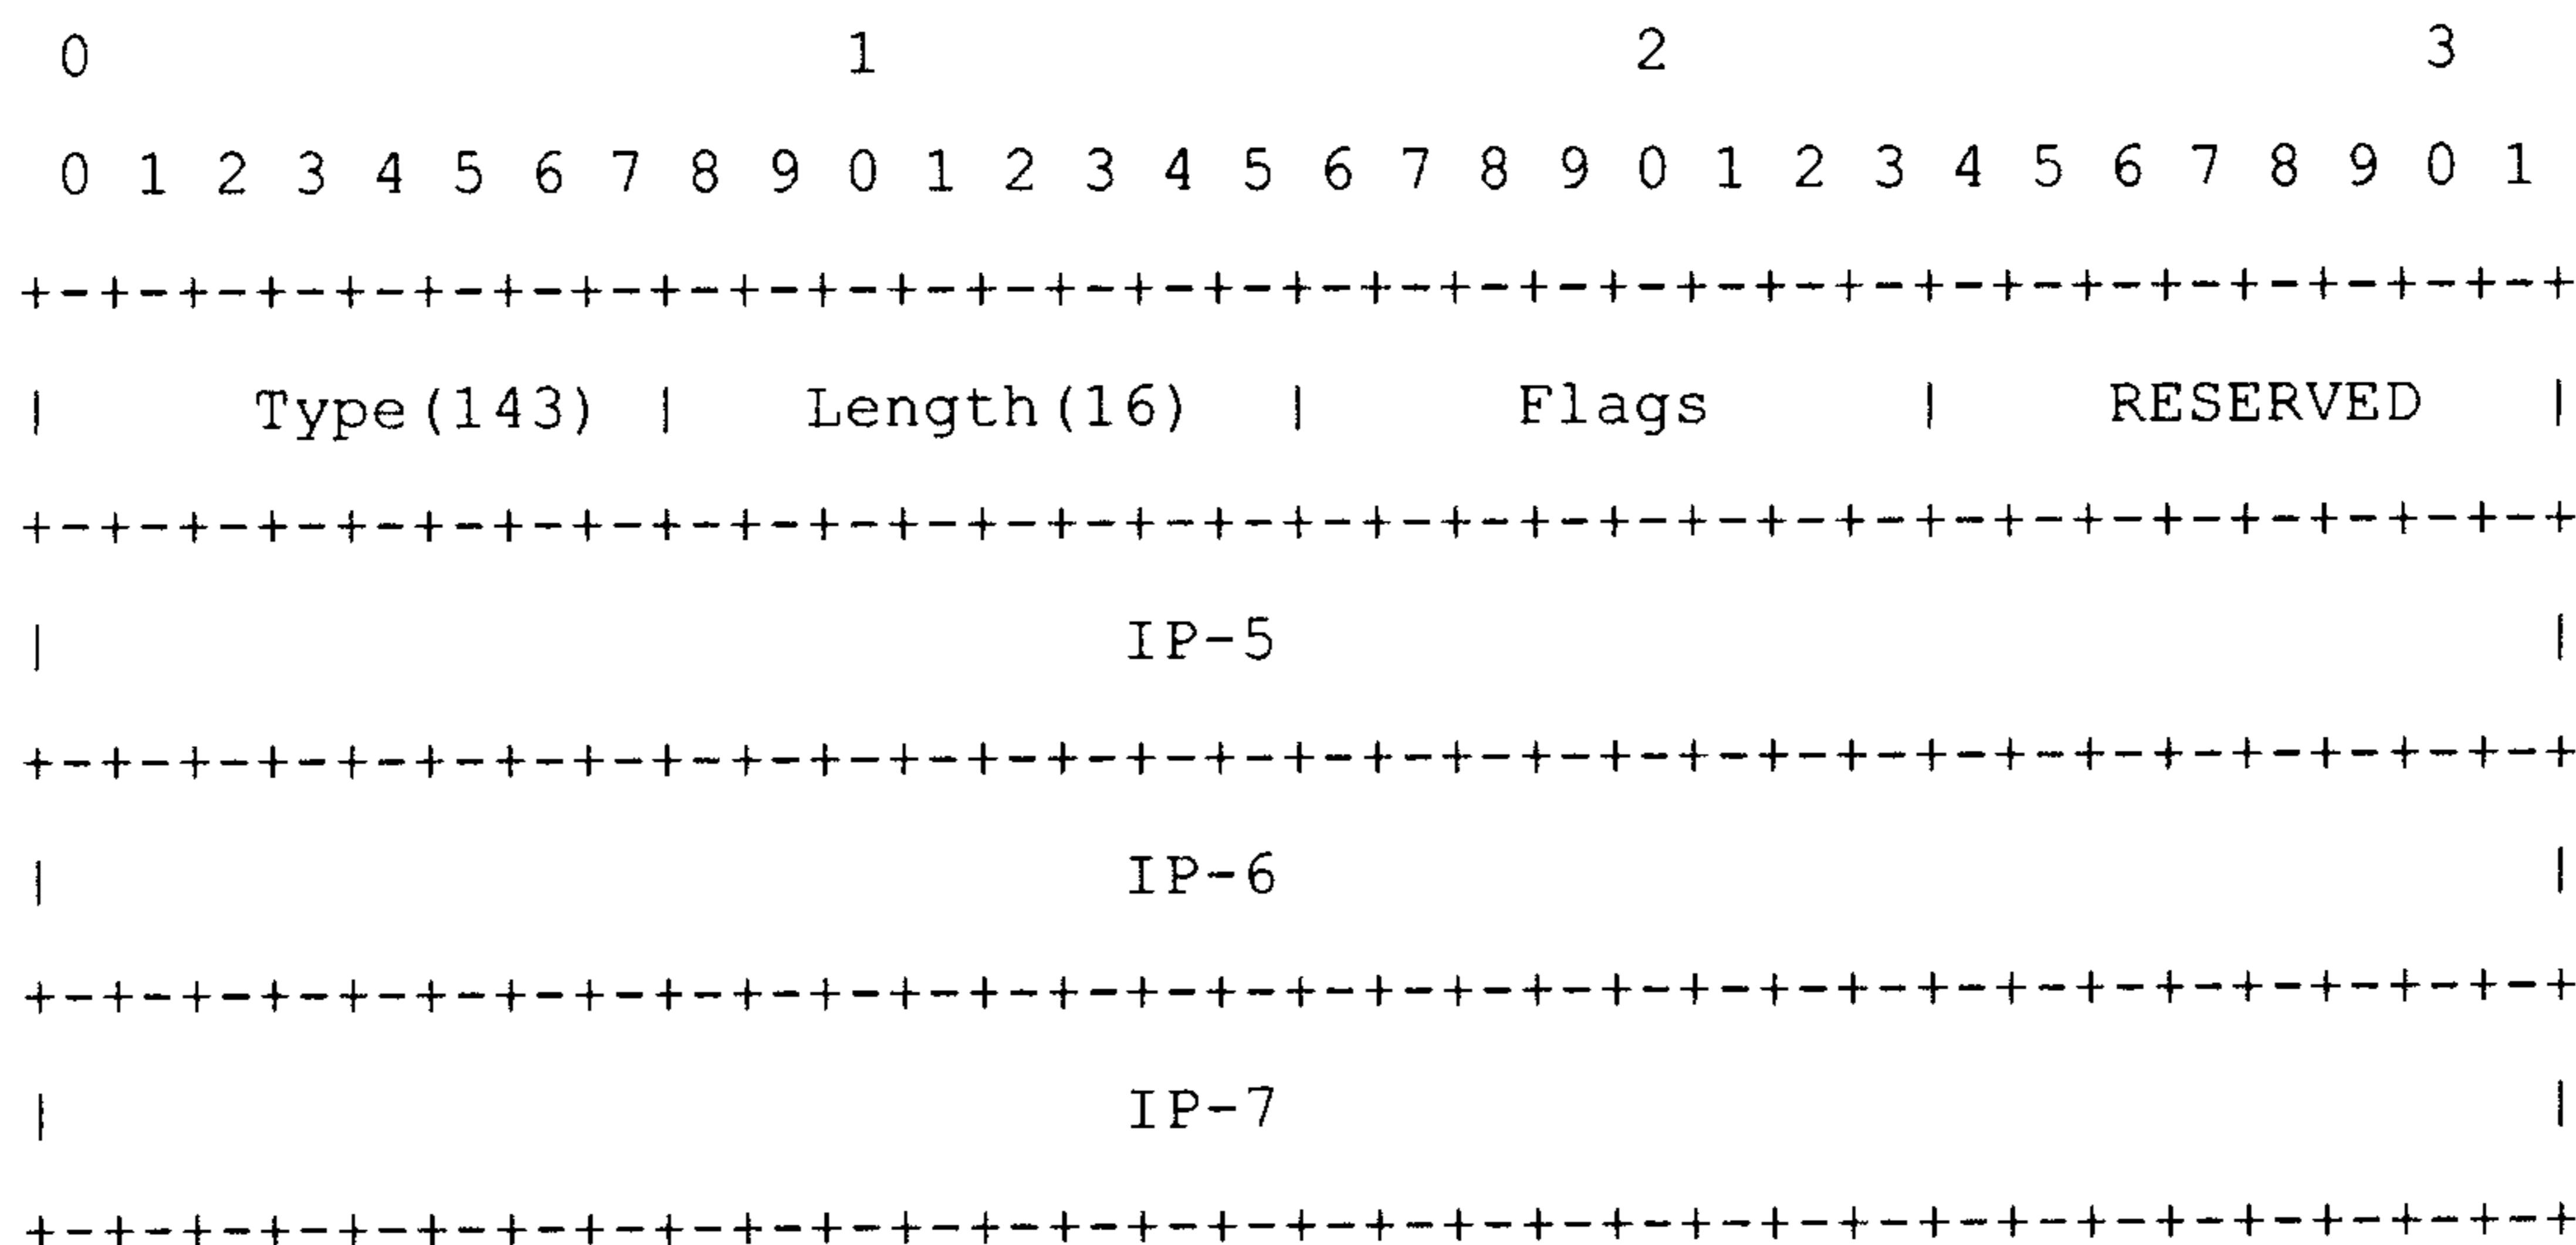 0 1 2 3
0 1 2 3 4 5 6 7 8 9 0 1 2 3 4 5 6 7 8 9 0 1 2 3 4 5 6 7 8 9 0 1
+-+-+-+-+-+-+-+-+-+-+-+-+-+-+-+-+-+-+-+-+-+-+-+-+-+-+-+-+-+-+-+-+
| Type(143) | Length(16) | Flags | RESERVED |
+-+-+-+-+-+-+-+-+-+-+-+-+-+-+-+-+-+-+-+-+-+-+-+-+-+-+-+-+-+-+-+-+
| IP-5 |
+-+-+-+-+-+-+-+-+-+-+-+-+-+-+-+-+-+-+-+-+-+-+-+-+-+-+-+-+-+-+-+-+
| IP-6 |
+-+-+-+-+-+-+-+-+-+-+-+-+-+-+-+-+-+-+-+-+-+-+-+-+-+-+-+-+-+-+-+-+
| IP-7 |
+-+-+-+-+-+-+-+-+-+-+-+-+-+-+-+-+-+-+-+-+-+-+-+-+-+-+-+-+-+-+-+-+